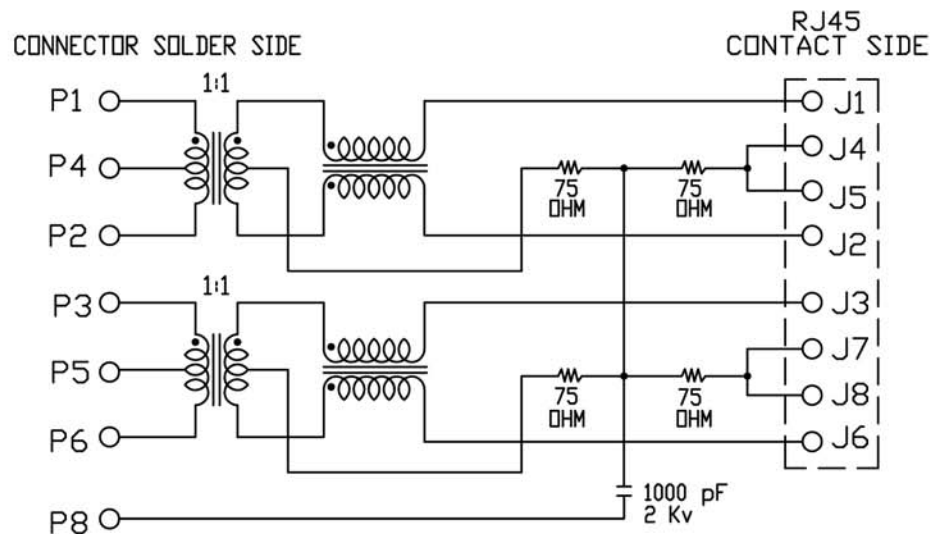 RJ45
CONNECTOR SOLDER SIDE
CONTACT SIDE
1:1
P1
J1
J4
P4
75
OHM
75
OHM
J5
P2
J2
1:1
P3
J3
J7
P5
75
OHM
75
OHM
J8
P6
J6
1000 pF
2 Kv
P8